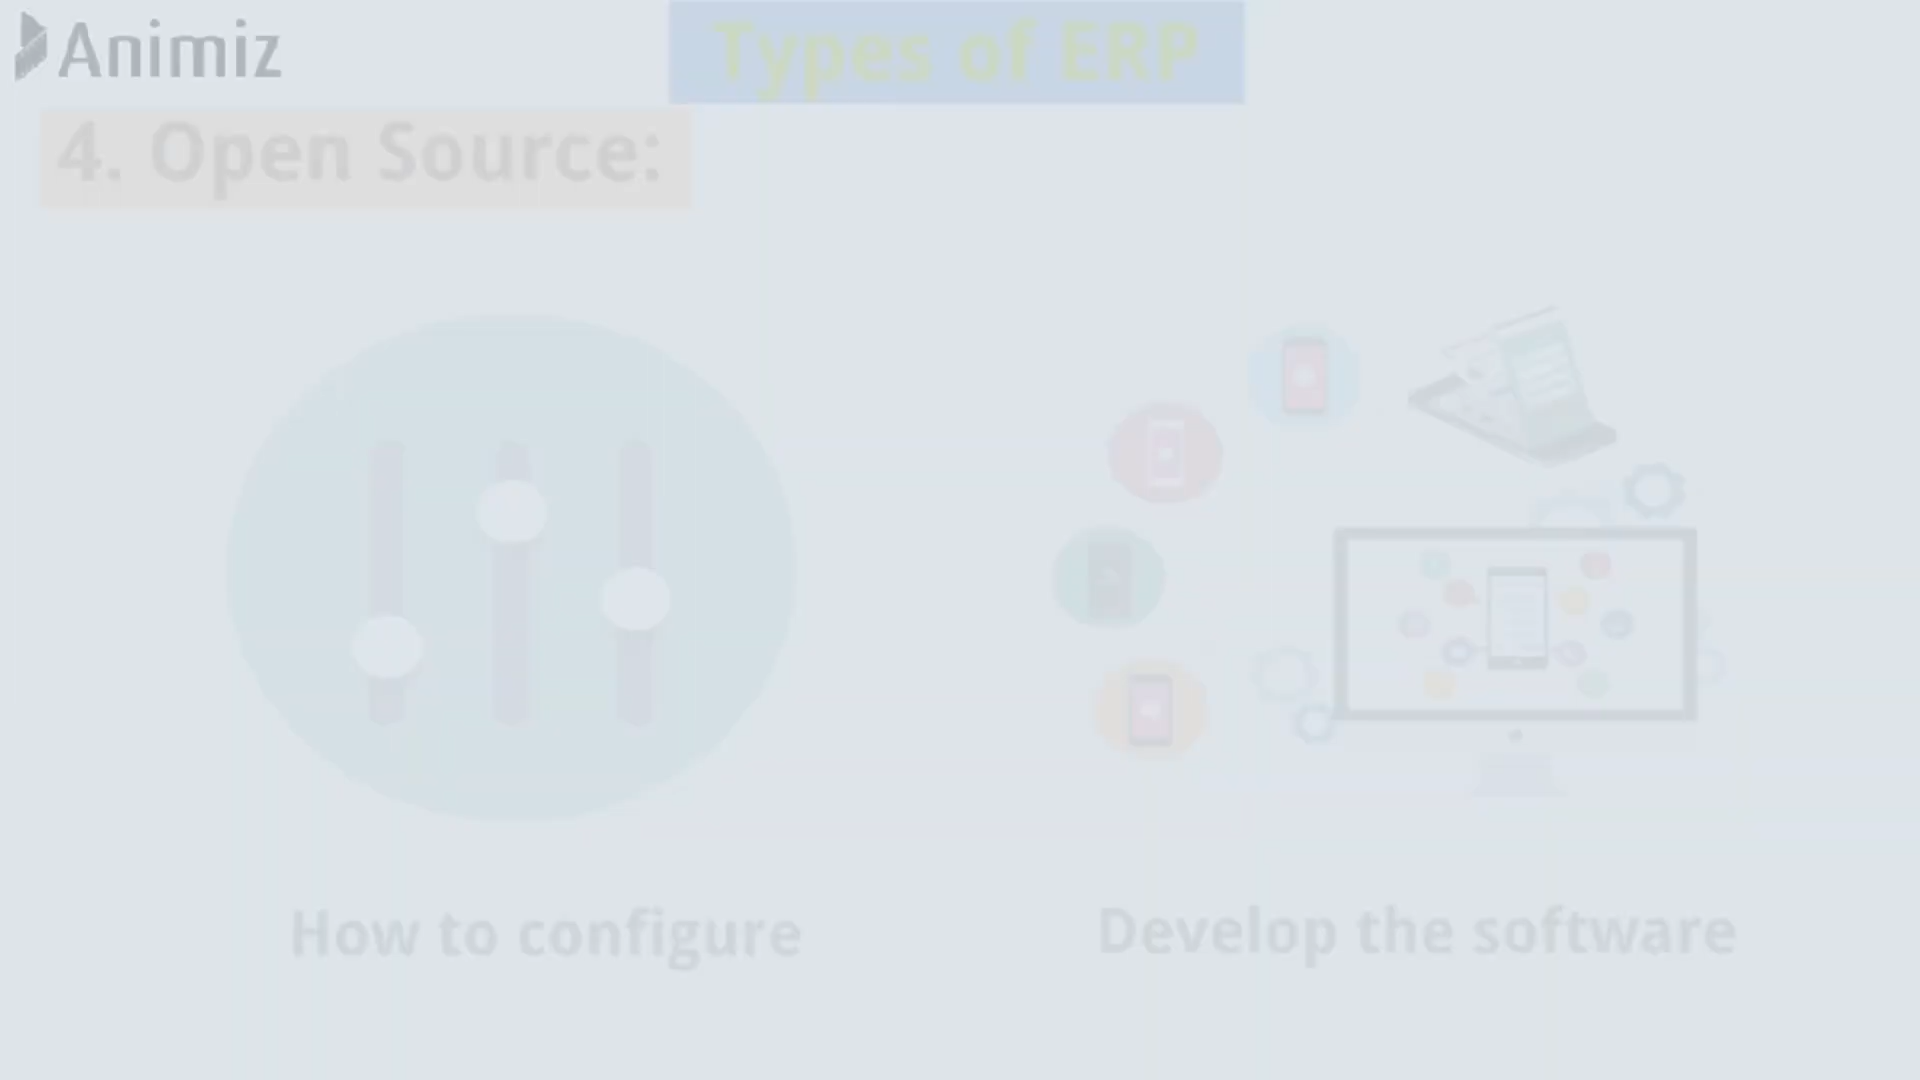 Animiz
Types of ERP
4. Open Source:
How to configure
Develop the software